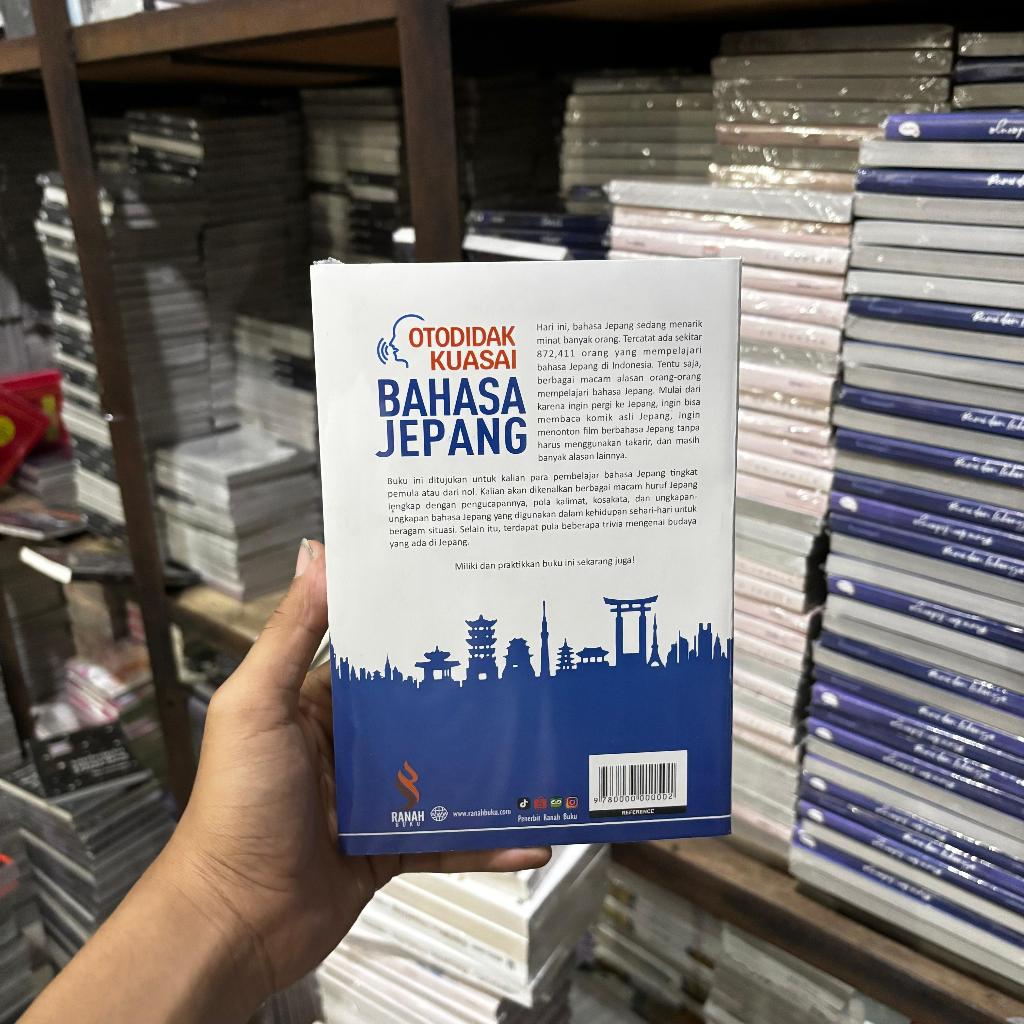 OTODIDAK
KUASAI
BAHASA
JEPANG
Hari ini, bahasa Jepang sedang menarik
minat banyak orang. Tercatat ada sekitar
872,411 orang yang mempelajari
bahasa Jepang di Indonesia. Tentu saja,
berbagai macam alasan orang-orang
mempelajari bahasa Jepang. Mulai dari
karena ingin pergi ke Jepang, ingin bisa
membaca komik asli Jepang, ingin
menonton film berbahasa Jepang tanpa
harus menggunakan takarir, dan masih
banyak alasan lainnya.
Buku ini ditujukan untuk kalian para pembelajar bahasa Jepang tingkat
pemula atau dari nol. Kalian akan dikenalkan berbagai macam huruf Jepang
lengkap dengan pengucapannya, pola kalimat, kosakata, dan ungkapan-
ungkapan bahasa Jepang yang digunakan dalam kehidupan sehari-hari untuk
beragam situasi. Selain itu, terdapat pula beberapa trivia mengenai budaya
yang ada di Jepang.
Miliki dan praktikkan buku ini sekarang juga!
RANAH
BUKU
www.ranahbuku.com
Penerbit Ranah Buku
9 780000 000002
REFERENCE